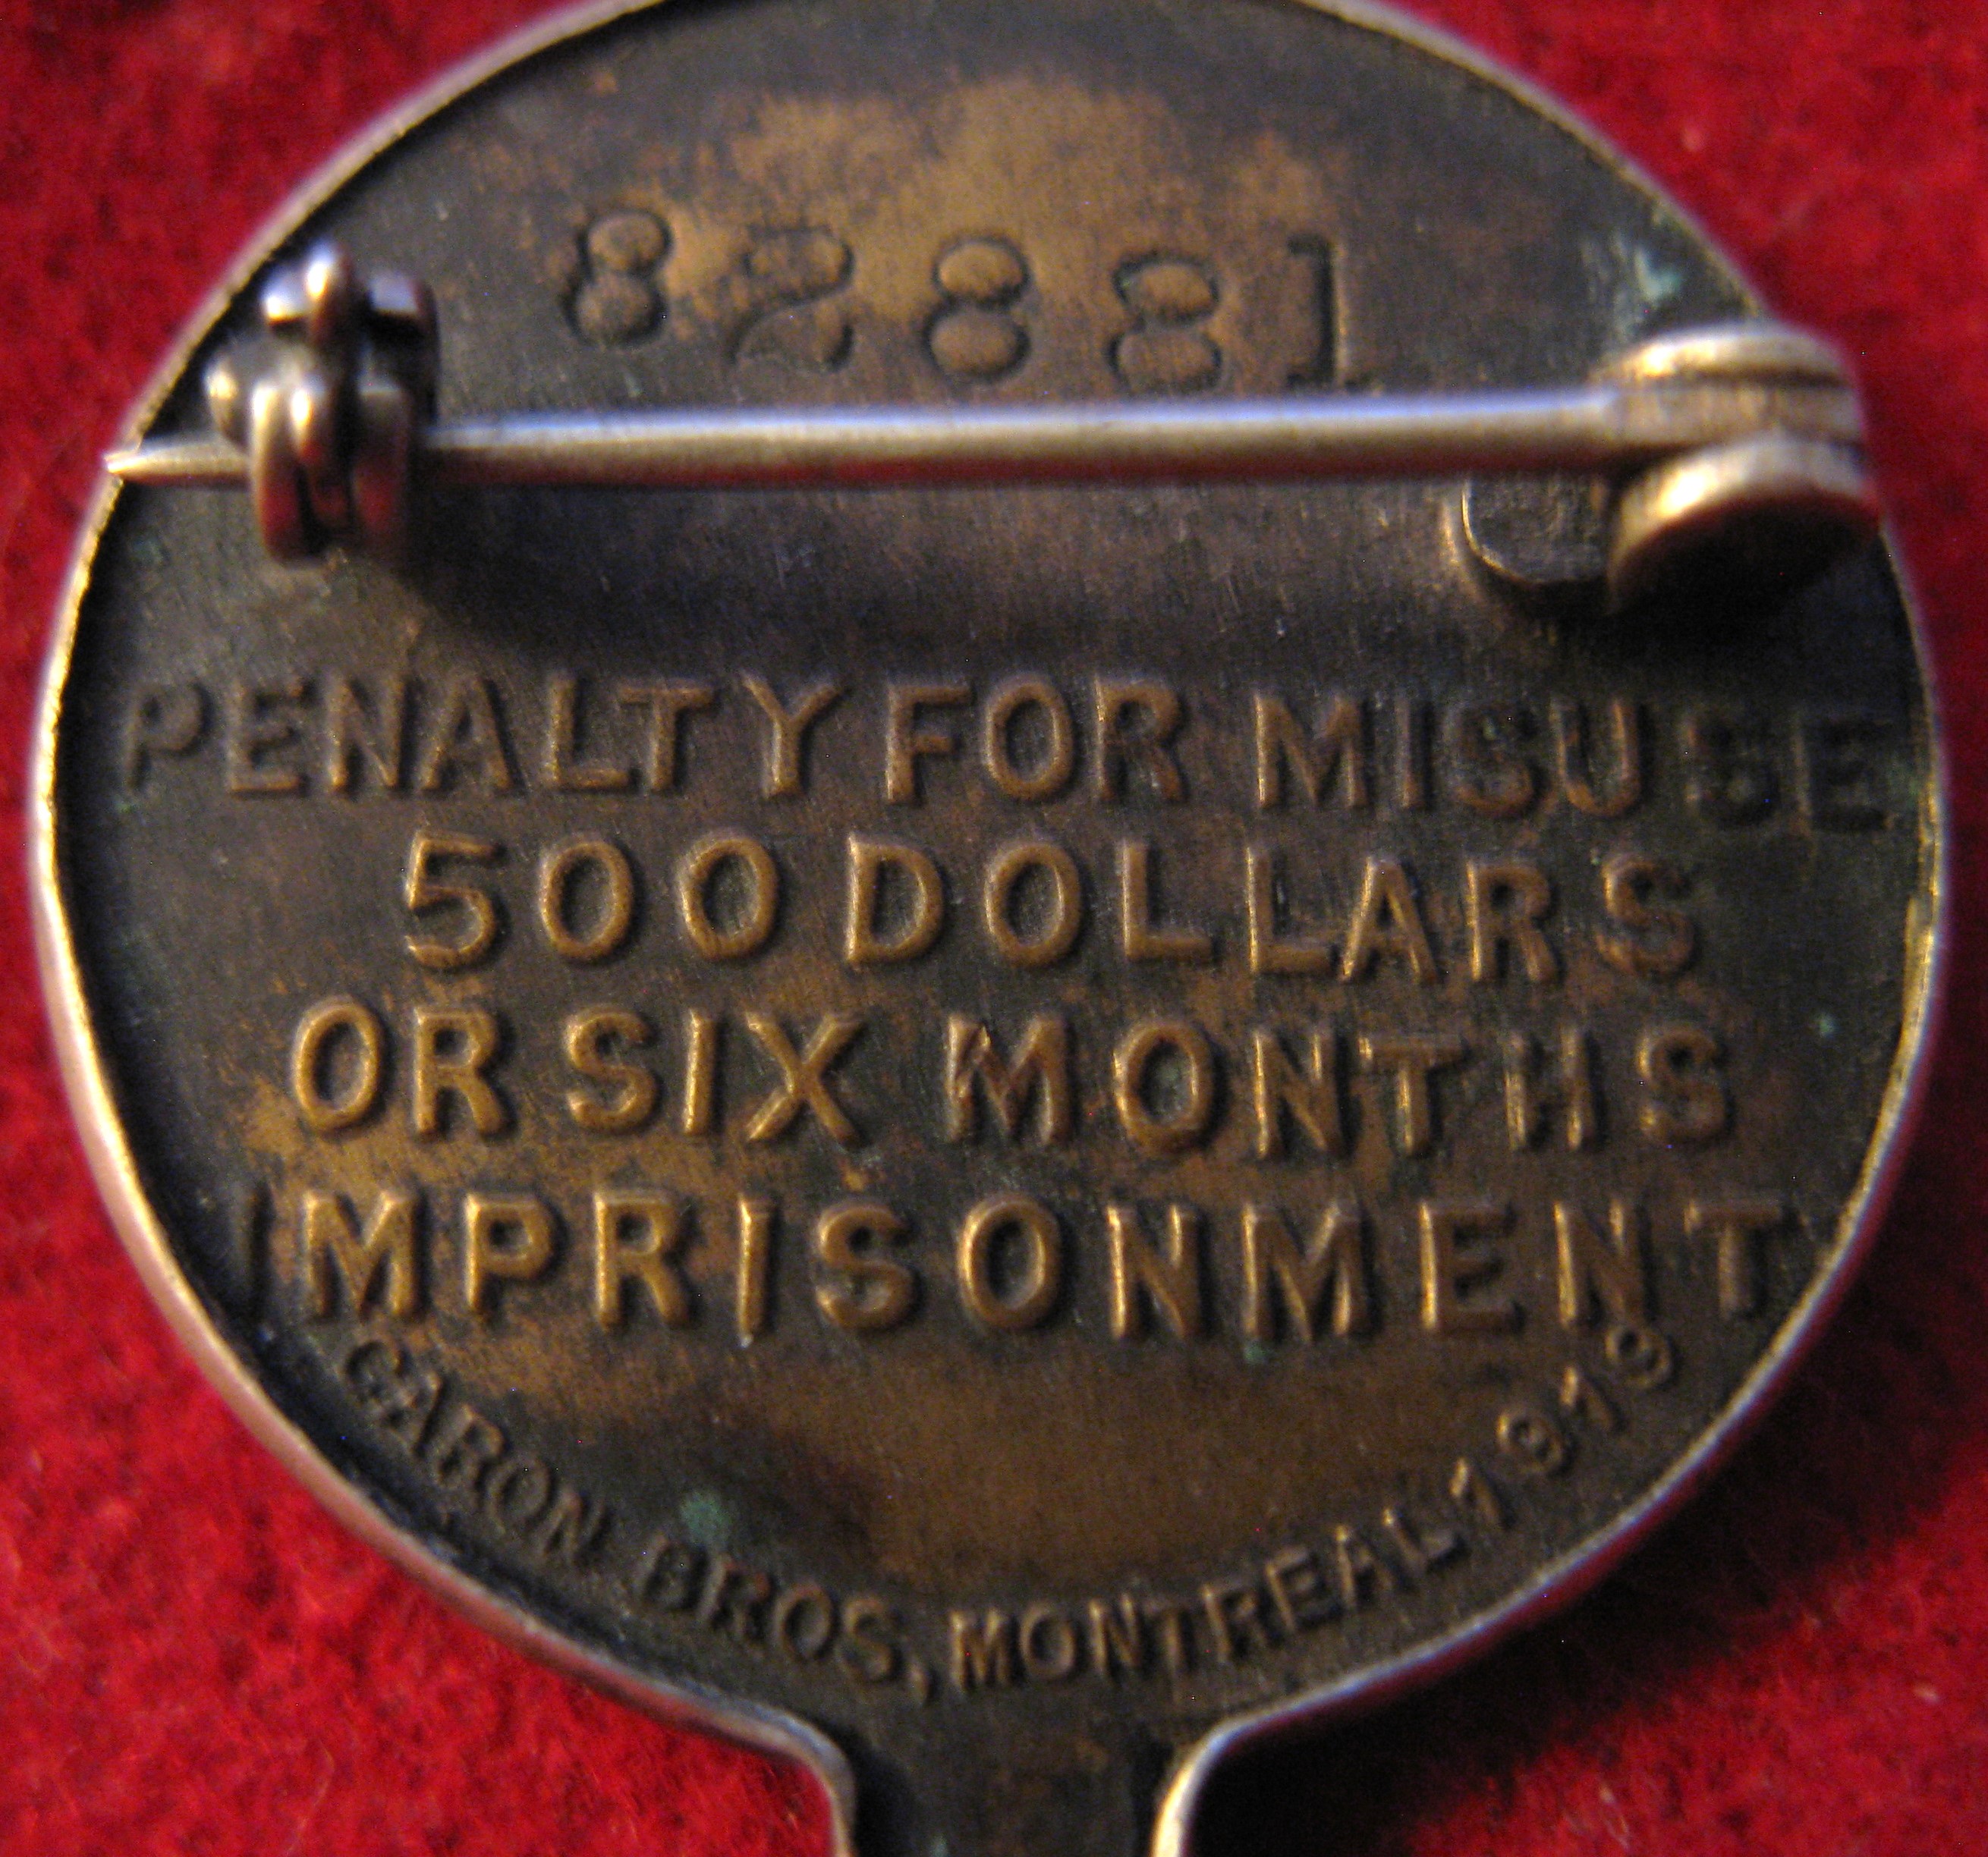 82881
PENALTY FOR MISUSE
500 DOLLARS
OR SIX MONTHS
IMPRISONMENT
CARON BROS, MONTREAL 1919